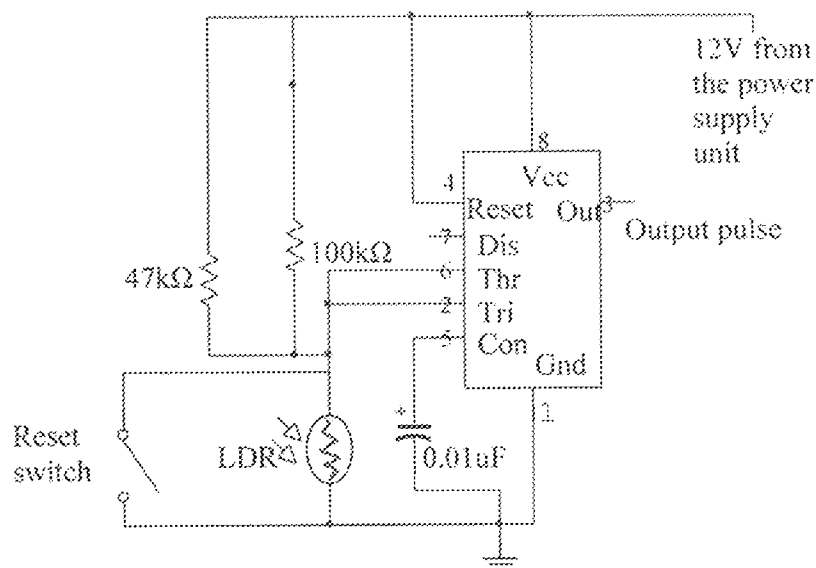 12V from
the power
supply
unit
8
Vcc
4
Reset
Out
3
Output pulse
7
Dis
100kΩ
47kΩ
6
Thr
2
Tri
5
Con
Gnd
1
+
Reset
switch
LDR
0.01uF